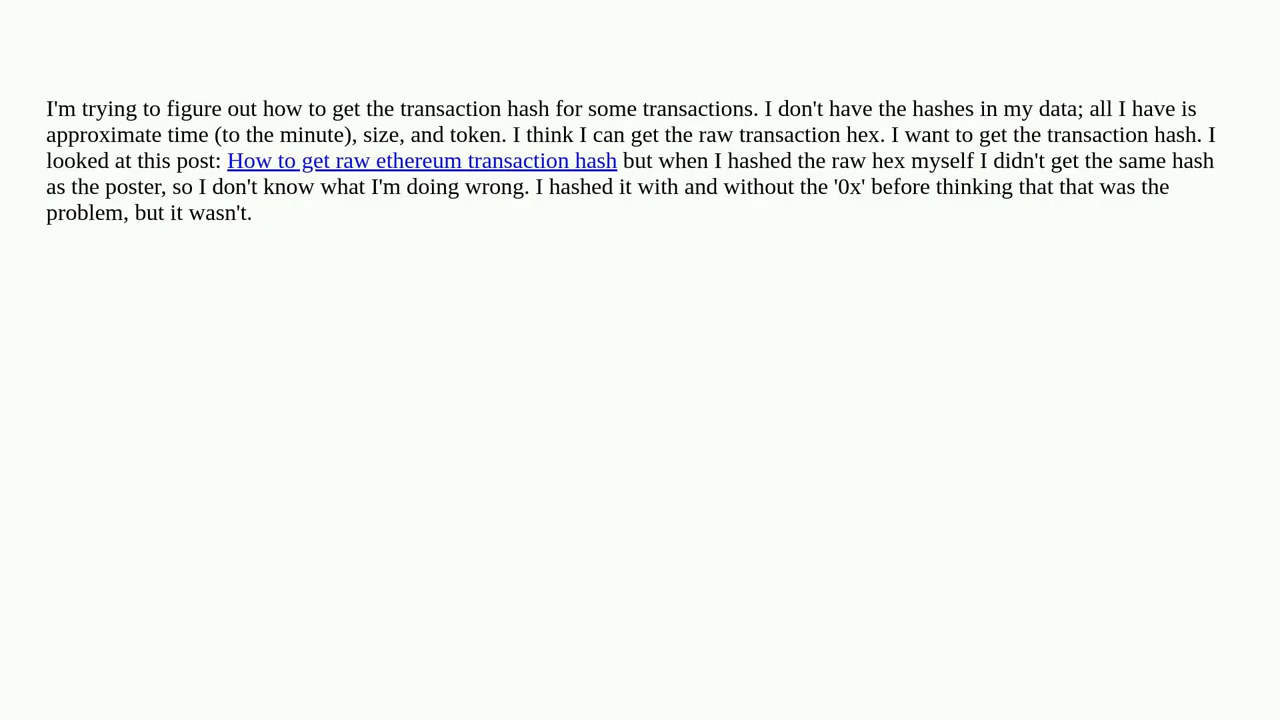 I'm trying to figure out how to get the transaction hash for some transactions. I don't have the hashes in my data; all I have is
approximate time (to the minute), size, and token. I think I can get the raw transaction hex. I want to get the transaction hash. I
looked at this post: How to get raw ethereum transaction hash but when I hashed the raw hex myself I didn't get the same hash
as the poster, so I don't know what I'm doing wrong. I hashed it with and without the '0x' before thinking that that was the
problem, but it wasn't.